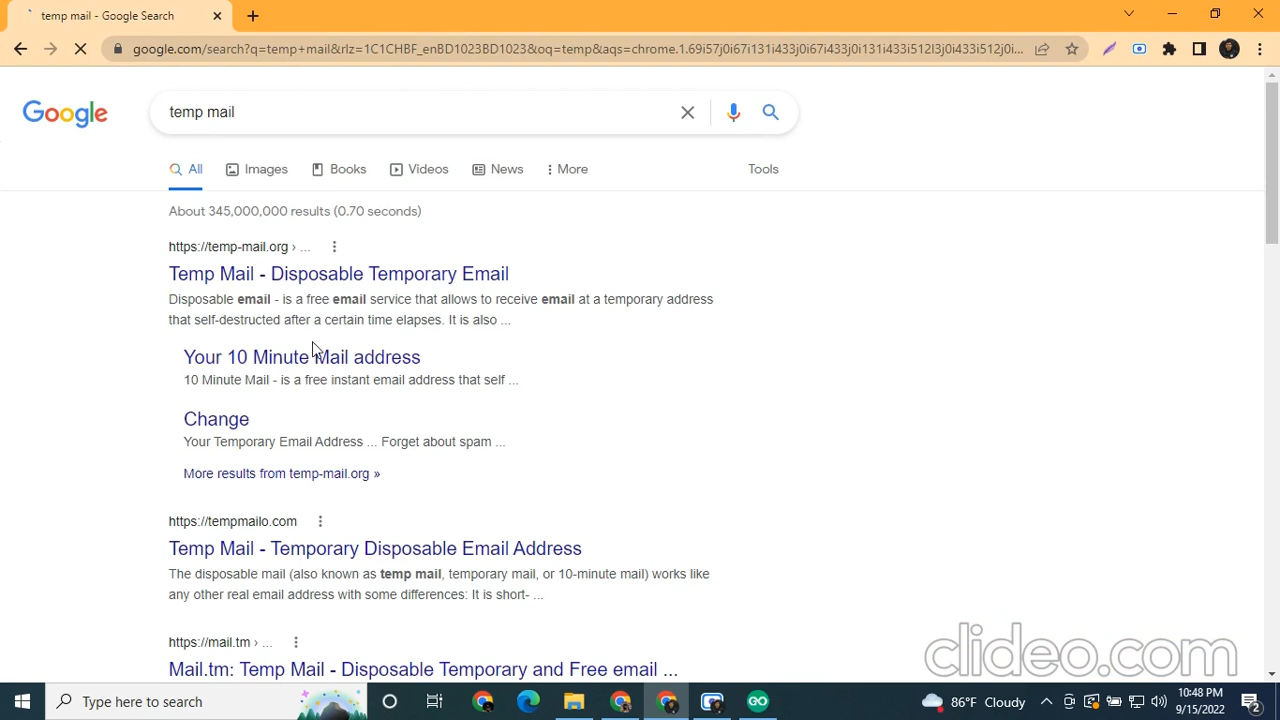 temp mail - Google Search
google.com/search?q=temp+mail&rlz=1C1CHBF_enBD1023BD1023&oq=temp&aqs=chrome.1.69i57j0i67i131i433j0i67i433j0i131i433i512l3j0i433i512j0i...
Google
temp mail
All Images Books Videos News More Tools
About 345,000,000 results (0.70 seconds)
https://temp-mail.org › ...
Temp Mail - Disposable Temporary Email
Disposable email - is a free email service that allows to receive email at a temporary address
that self-destructed after a certain time elapses. It is also ...
Your 10 Minute Mail address
10 Minute Mail - is a free instant email address that self ...
Change
Your Temporary Email Address ... Forget about spam ...
More results from temp-mail.org »
https://tempmailo.com
Temp Mail - Temporary Disposable Email Address
The disposable mail (also known as temp mail, temporary mail, or 10-minute mail) works like
any other real email address with some differences: It is short- ...
https://mail.tm › ...
Mail.tm: Temp Mail - Disposable Temporary and Free email ...
clideo.com
Type here to search
GO
86°F Cloudy
10:48 PM
9/15/2022
2